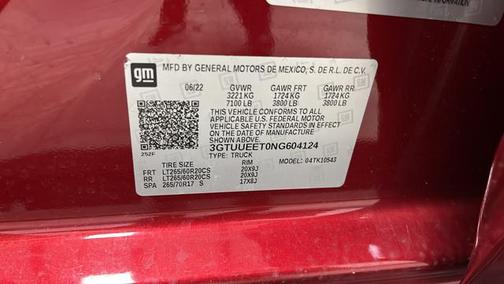 gm
MFD BY GENERAL MOTORS DE MEXICO, S. DE R.L. DE C.V.
06/22 GVWR GAWR FRT GAWR RR
3221 KG 1724 KG 1724 KG
7100 LB 3800 LB 3800 LB
THIS VEHICLE CONFORMS TO ALL
APPLICABLE U.S. FEDERAL MOTOR
VEHICLE SAFETY STANDARDS IN EFFECT
ON THE DATE OF MANUFACTURE
SHOWN ABOVE.
3GTUUEET0NG604124
TYPE: TRUCK MODEL: 04TK10543
252F
TIRE SIZE RIM
FRT LT265/60R20CS 20X9J
RR LT265/60R20CS 20X9J
SPA 265/70R17 S 17X8J